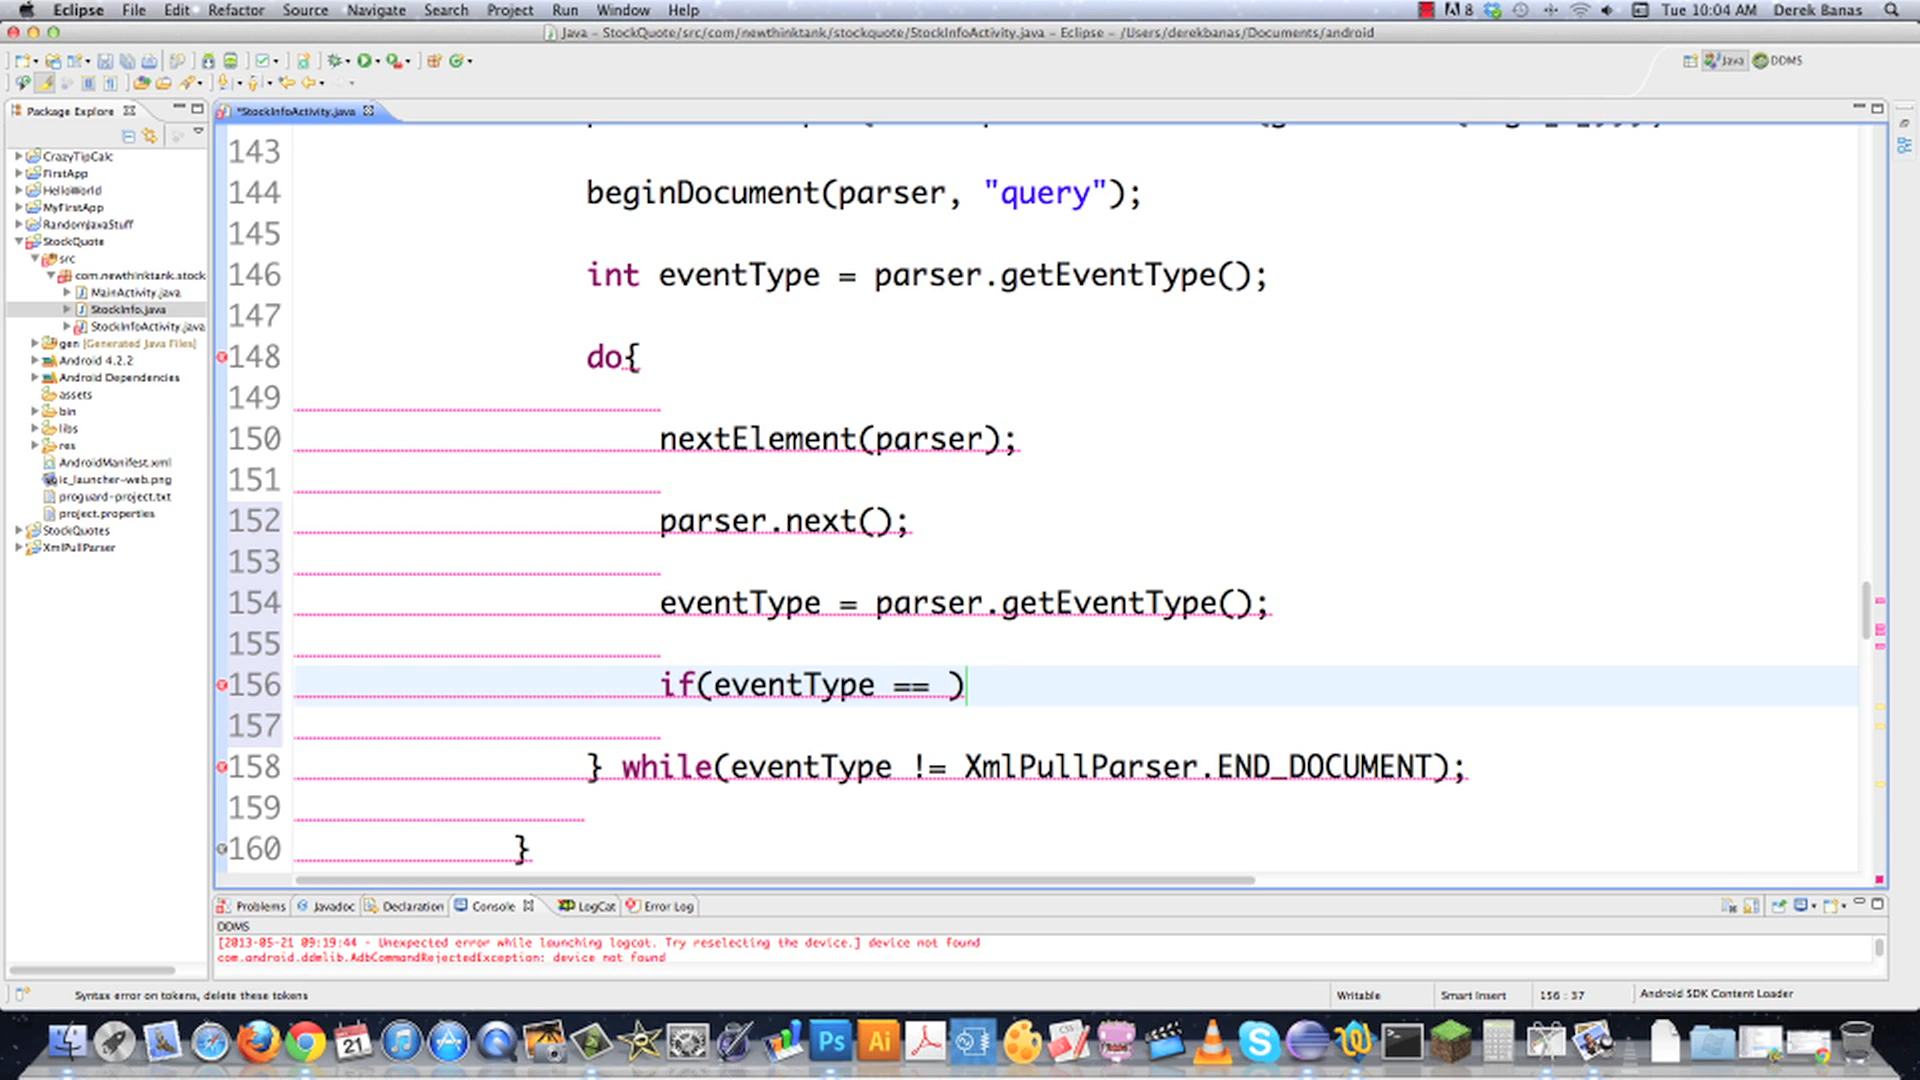 Eclipse File Edit Refactor Source Navigate Search Project Run Window Help 8 Tue 10:04 AM Derek Banas
Java – StockQuote/src/com/newthinktank/stockquote/StockInfoActivity.java – Eclipse – /Users/derekbanas/Documents/android
Java DDMS
Package Explore
*StockInfoActivity.java
CrazyTipCalc
FirstApp
HelloWorld
MyFirstApp
RandomJavaStuff
StockQuote
src
com.newthinktank.stock
MainActivity.java
StockInfo.java
StockInfoActivity.java
gen [Generated Java Files]
Android 4.2.2
Android Dependencies
assets
bin
libs
res
AndroidManifest.xml
ic_launcher-web.png
proguard-project.txt
project.properties
StockQuotes
XmlPullParser
143
144 beginDocument(parser, "query");
145
146 int eventType = parser.getEventType();
147
148 do{
149
150 nextElement(parser);
151
152 parser.next();
153
154 eventType = parser.getEventType();
155
156 if(eventType == )
157
158 } while(eventType != XmlPullParser.END_DOCUMENT);
159
160 }
Problems Javadoc Declaration Console LogCat Error Log
DDMS
[2013-05-21 09:19:44 - Unexpected error while launching logcat. Try reselecting the device.] device not found
com.android.ddmlib.AdbCommandRejectedException: device not found
Syntax error on tokens, delete these tokens Writable Smart Insert 156 : 37 Android SDK Content Loader
21 Ps Ai